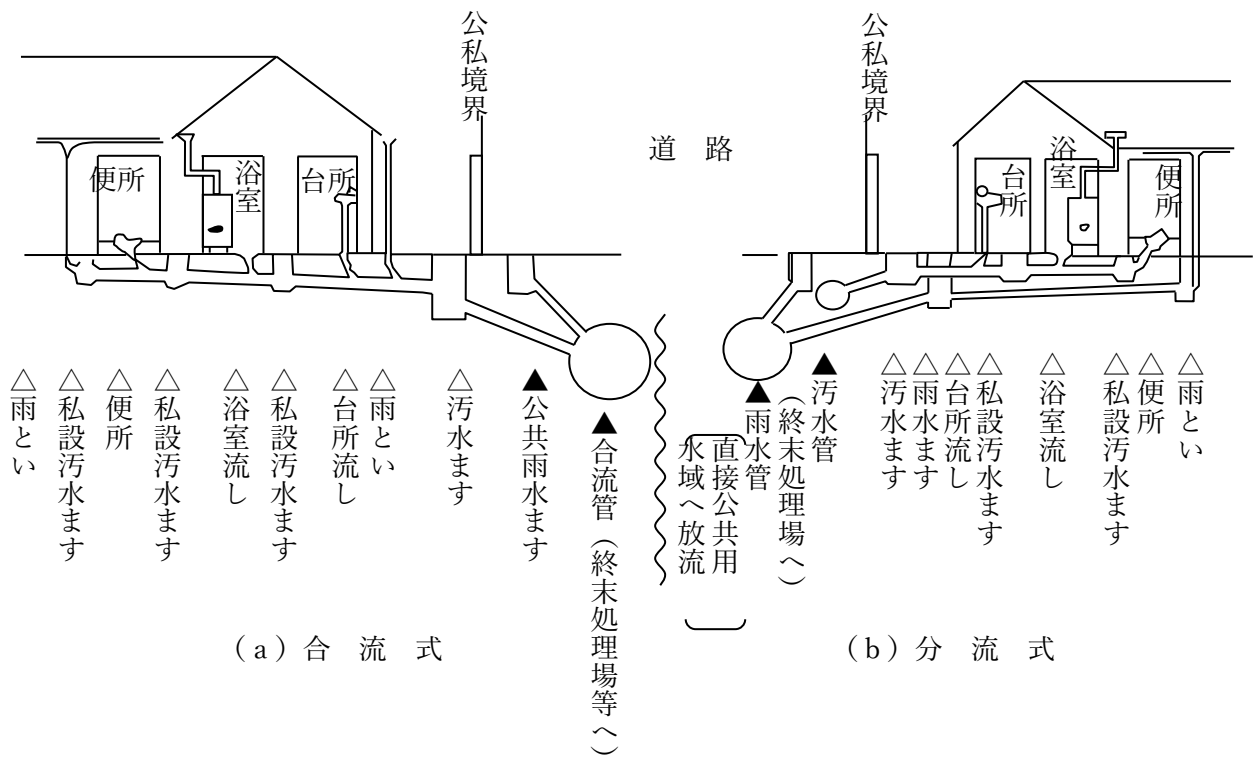 公私境界
公私境界
道 路
便所
浴室
台所
台所
浴室
便所
△雨とい
△私設汚水ます
△便所
△私設汚水ます
△浴室流し
△私設汚水ます
△台所流し
△雨とい
△汚水ます
▲公共雨水ます
▲合流管（終末処理場等へ）
直接公共用
水域へ放流
▲雨水管
▲汚水管
（終末処理場へ）
△汚水ます
△雨水ます
△台所流し
△私設汚水ます
△浴室流し
△私設汚水ます
△便所
△雨とい
（a）合 流 式
（b）分 流 式